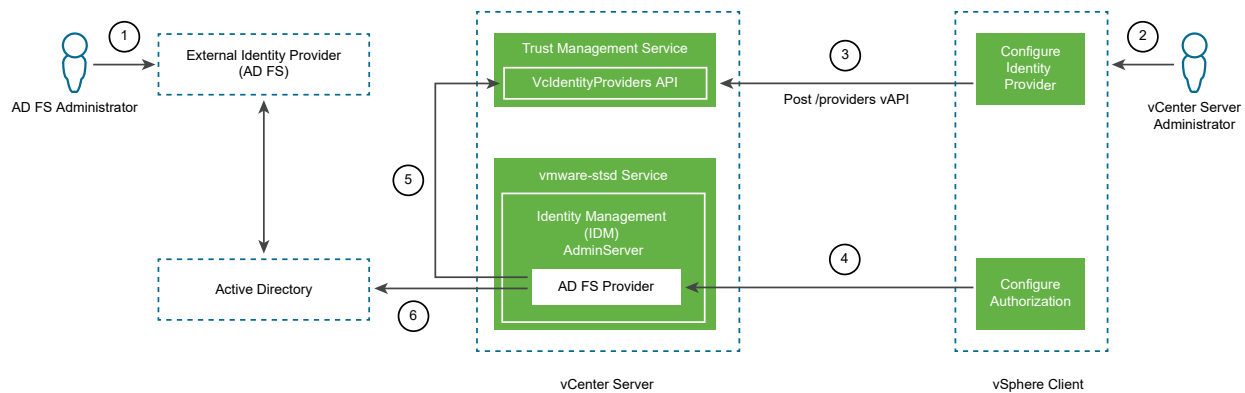 1
AD FS Administrator
External Identity Provider
(AD FS)
Trust Management Service
VcIdentityProviders API
3
Post /providers vAPI
Configure
Identity
Provider
2
vCenter Server
Administrator
5
vmware-stsd Service
Identity Management
(IDM)
AdminServer
AD FS Provider
4
Configure
Authorization
Active Directory
6
vCenter Server
vSphere Client